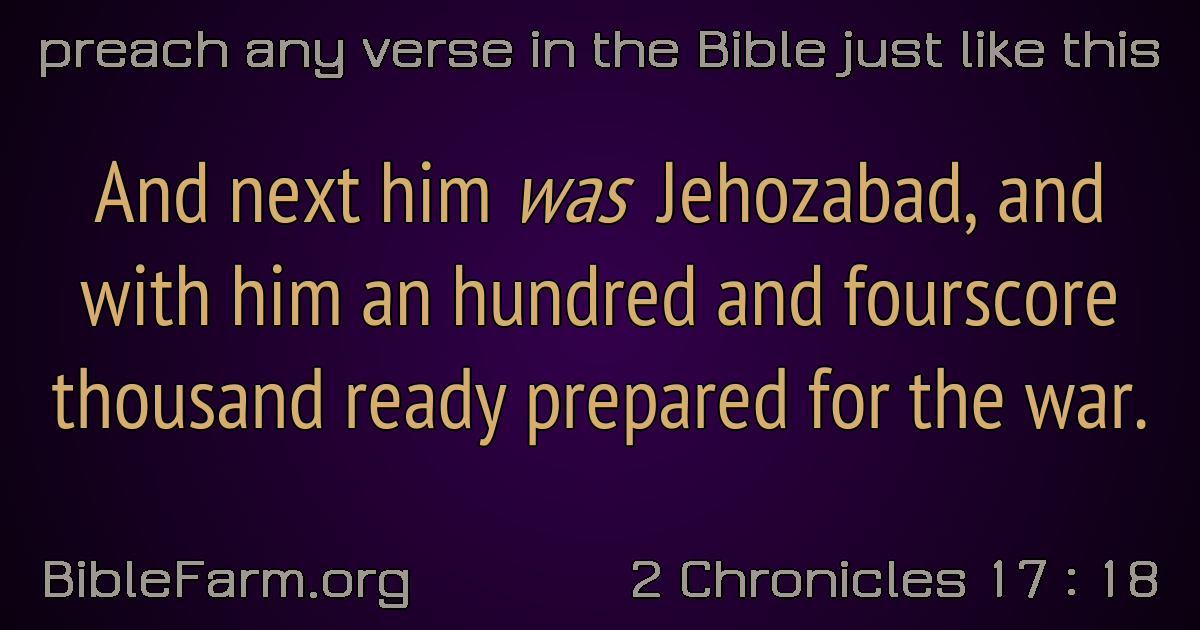 preach any verse in the Bible just like this
And next him was Jehozabad, and
with him an hundred and fourscore
thousand ready prepared for the war.
BibleFarm.org
2 Chronicles 17 : 18